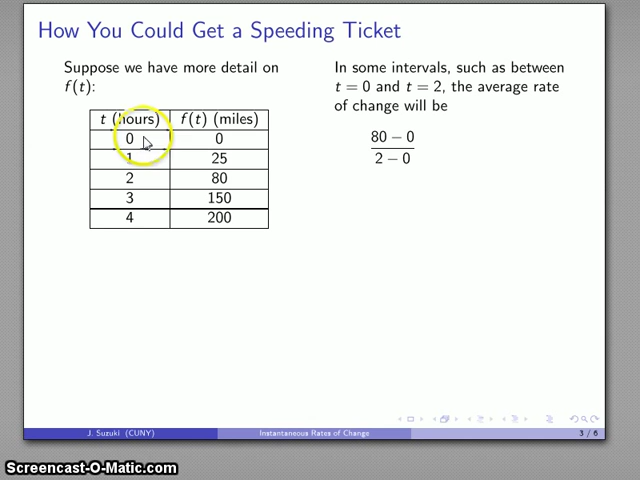 How You Could Get a Speeding Ticket
Suppose we have more detail on
f(t):
t (hours) f(t) (miles)
0 0
1 25
2 80
3 150
4 200
In some intervals, such as between
t = 0 and t = 2, the average rate
of change will be
80 − 0
2 − 0
J. Suzuki (CUNY) Instantaneous Rates of Change 3 / 6
Screencast-O-Matic.com